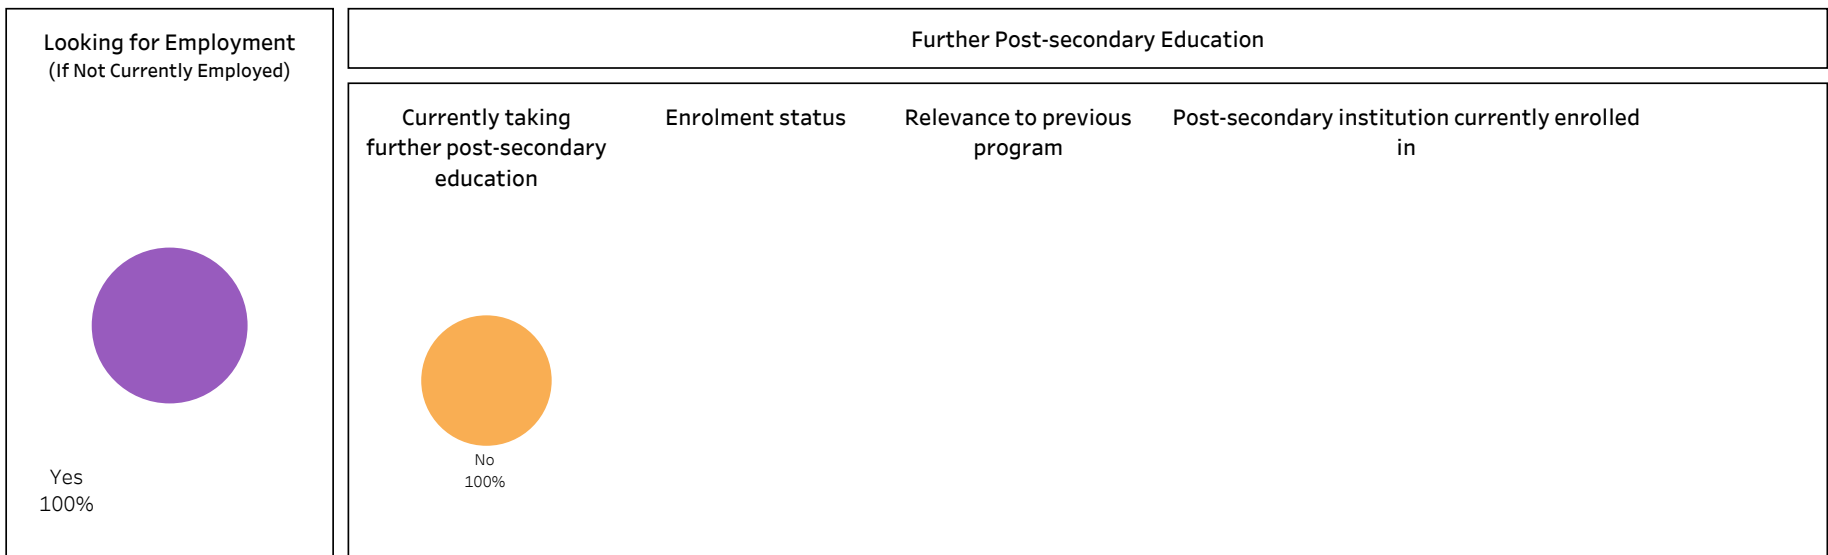 Looking for Employment
(If Not Currently Employed)
Yes
100%
Further Post-secondary Education
Currently taking
further post-secondary
education
No
100%
Enrolment status
Relevance to previous
program
Post-secondary institution currently enrolled
in